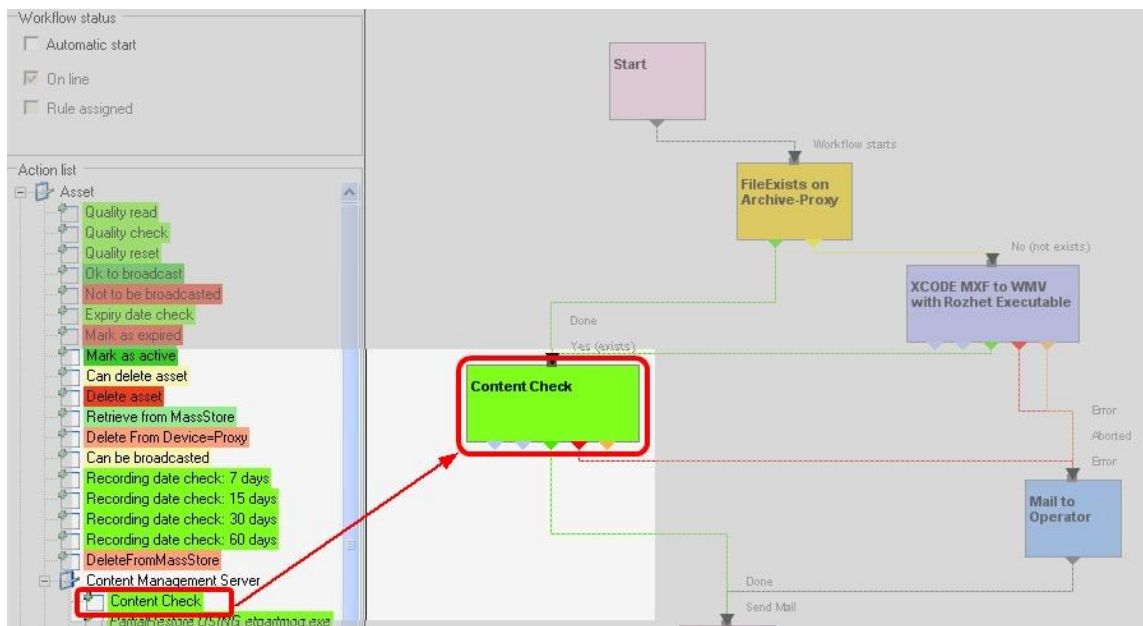 Workflow status
Automatic start
On line
Rule assigned
Action list
Asset
Quality read
Quality check
Quality reset
Ok to broadcast
Not to be broadcasted
Expiry date check
Mark as expired
Mark as active
Can delete asset
Delete asset
Retrieve from MassStore
Delete From Device=Proxy
Can be broadcasted
Recording date check: 7 days
Recording date check: 15 days
Recording date check: 30 days
Recording date check: 60 days
DeleteFromMassStore
Content Management Server
Content Check
PartialRestore USING
Start
Workflow starts
FileExists on
Archive-Proxy
No (not exists)
XCODE MXF to WMV
with Rozhet Executable
Done
Yes (exists)
Content Check
Error
Aborted
Error
Mail to
Operator
Done
Send Mail